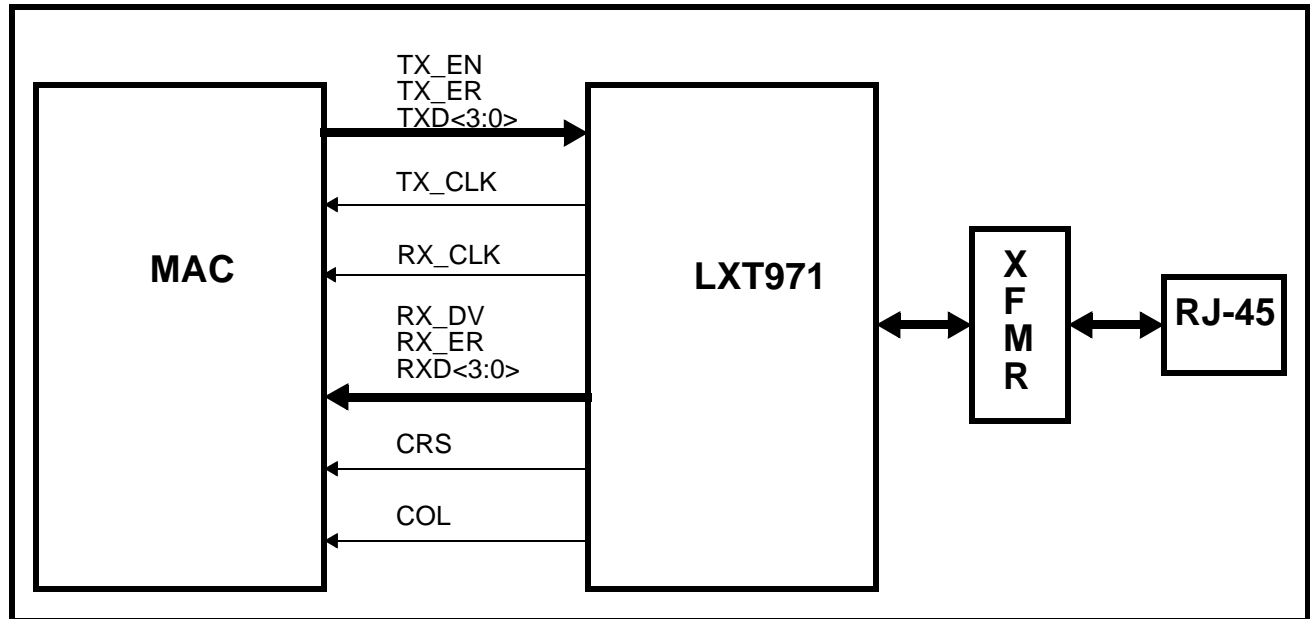 TX_EN
TX_ER
TXD<3:0>
TX_CLK
MAC
RX_CLK
LXT971
X
F
M
R
RJ-45
RX_DV
RX_ER
RXD<3:0>
CRS
COL